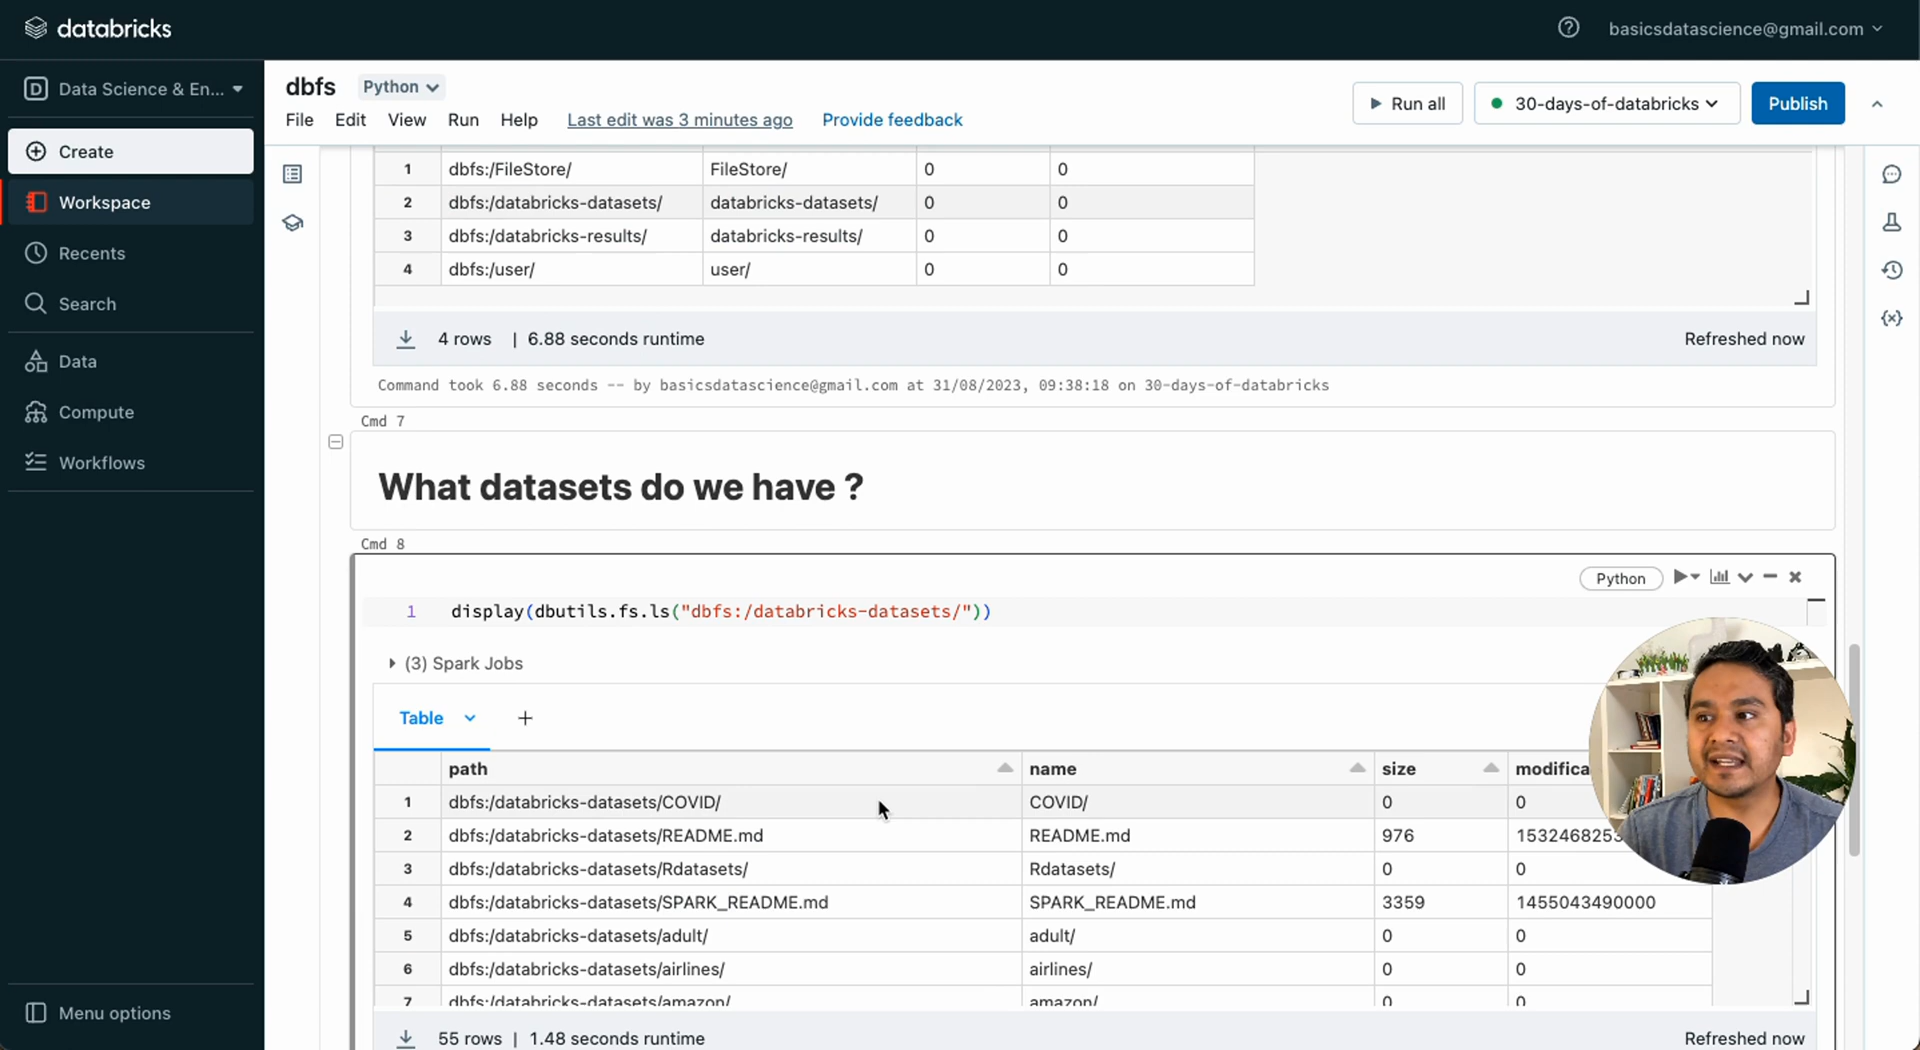 databricks
basicsdatascience@gmail.com
Data Science & En...
Create
Workspace
Recents
Search
Data
Compute
Workflows
Menu options
dbfs Python
File Edit View Run Help Last edit was 3 minutes ago Provide feedback
Run all 30-days-of-databricks Publish
1 dbfs:/FileStore/ FileStore/ 0 0
2 dbfs:/databricks-datasets/ databricks-datasets/ 0 0
3 dbfs:/databricks-results/ databricks-results/ 0 0
4 dbfs:/user/ user/ 0 0
4 rows | 6.88 seconds runtime Refreshed now
Command took 6.88 seconds -- by basicsdatascience@gmail.com at 31/08/2023, 09:38:18 on 30-days-of-databricks
Cmd 7
What datasets do we have ?
Cmd 8
Python
1 display(dbutils.fs.ls("dbfs:/databricks-datasets/"))
(3) Spark Jobs
Table +
path name size modifica
1 dbfs:/databricks-datasets/COVID/ COVID/ 0 0
2 dbfs:/databricks-datasets/README.md README.md 976 153246825
3 dbfs:/databricks-datasets/Rdatasets/ Rdatasets/ 0 0
4 dbfs:/databricks-datasets/SPARK_README.md SPARK_README.md 3359 1455043490000
5 dbfs:/databricks-datasets/adult/ adult/ 0 0
6 dbfs:/databricks-datasets/airlines/ airlines/ 0 0
7 dbfs:/databricks-datasets/amazon/ amazon/ 0 0
55 rows | 1.48 seconds runtime Refreshed now